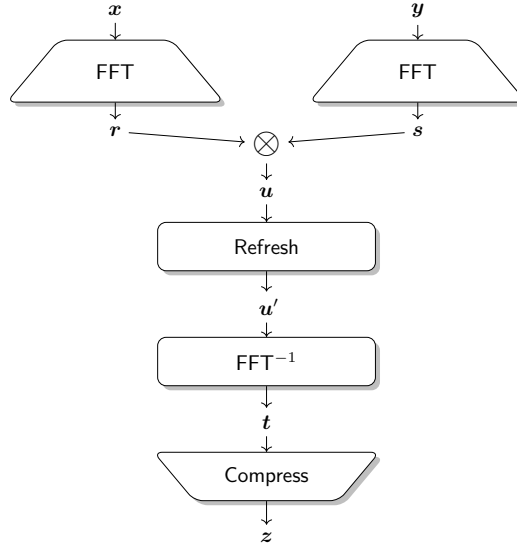 x y
FFT FFT
r s
u
Refresh
u′
FFT⁻¹
t
Compress
z